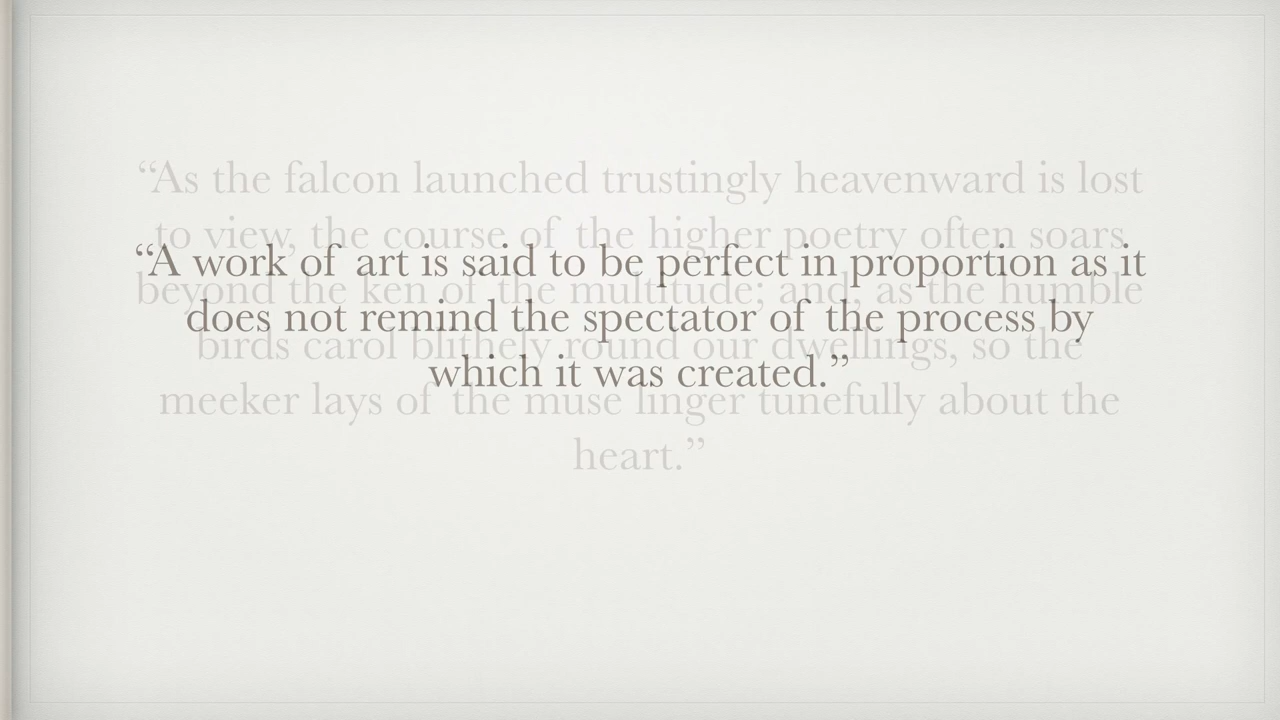 “As the falcon launched trustingly heavenward is lost
to view, the course of the higher poetry often soars
beyond the ken of the multitude; and, as the humble
birds carol blithely round our dwellings, so the
meeker lays of the muse linger tunefully about the
heart.”
“A work of art is said to be perfect in proportion as it
does not remind the spectator of the process by
which it was created.”